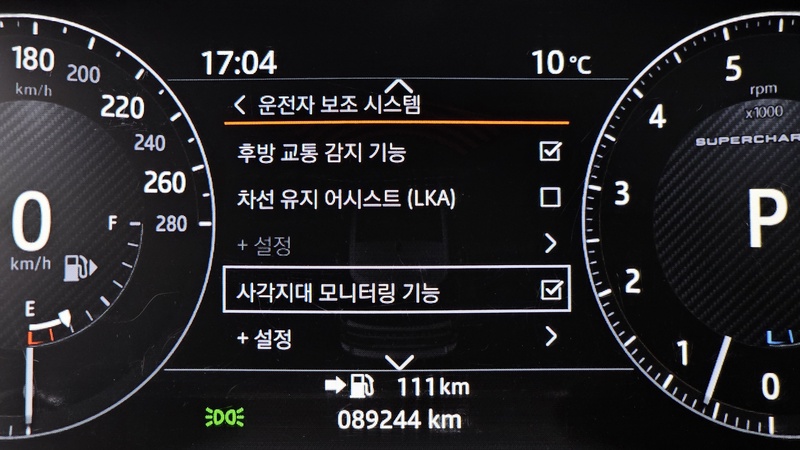 17:04
10 °C
운전자 보조 시스템
후방 교통 감지 기능
차선 유지 어시스트 (LKA)
+ 설정
사각지대 모니터링 기능
+ 설정
111 km
089244 km
180
200
km/h
220
240
260
280
0
km/h
F
E
5
rpm
x1000
4
3
P
2
1
0